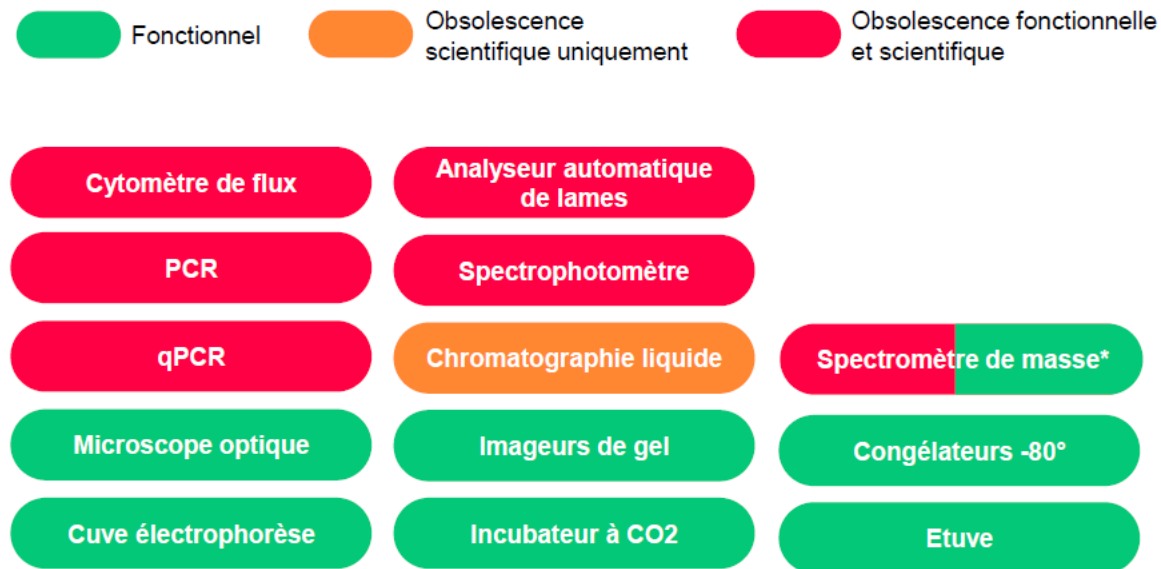 Fonctionnel
Obsolescence
scientifique uniquement
Obsolescence fonctionnelle
et scientifique
Cytomètre de flux
Analyseur automatique
de lames
PCR
Spectrophotomètre
qPCR
Chromatographie liquide
Spectromètre de masse*
Microscope optique
Imageurs de gel
Congélateurs -80°
Cuve électrophorèse
Incubateur à CO2
Etuve